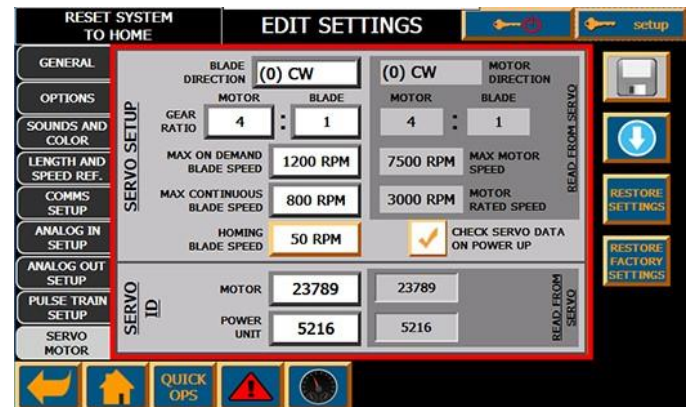 RESET SYSTEM
TO HOME
EDIT SETTINGS
setup
GENERAL
OPTIONS
SOUNDS AND
COLOR
LENGTH AND
SPEED REF.
COMMS
SETUP
ANALOG IN
SETUP
ANALOG OUT
SETUP
PULSE TRAIN
SETUP
SERVO
MOTOR
SERVO SETUP
BLADE
DIRECTION
(0) CW
(0) CW
MOTOR
DIRECTION
MOTOR
BLADE
MOTOR
BLADE
GEAR
RATIO
4 : 1
4 : 1
MAX ON DEMAND
BLADE SPEED
1200 RPM
7500 RPM
MAX MOTOR
SPEED
MAX CONTINUOUS
BLADE SPEED
800 RPM
3000 RPM
MOTOR
RATED SPEED
READ FROM SERVO
HOMING
BLADE SPEED
50 RPM
CHECK SERVO DATA
ON POWER UP
SERVO
ID
MOTOR
23789
23789
POWER
UNIT
5216
5216
READ FROM
SERVO
RESTORE
SETTINGS
RESTORE
FACTORY
SETTINGS
QUICK
OPS